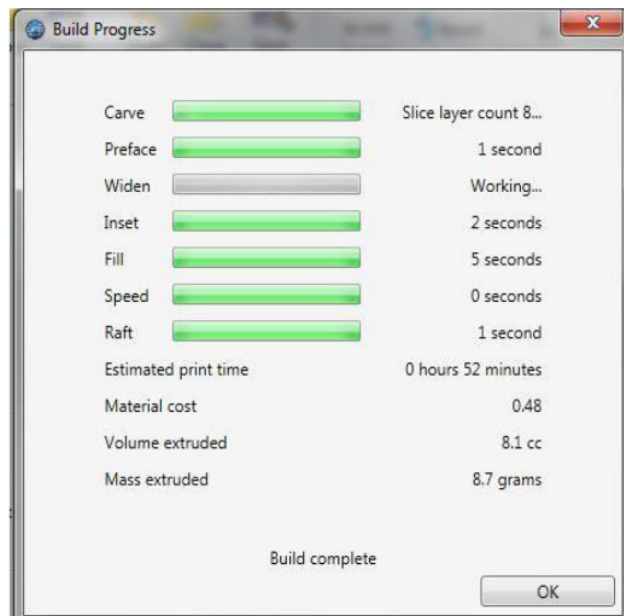 Build Progress
Carve Slice layer count 8...
Preface 1 second
Widen Working...
Inset 2 seconds
Fill 5 seconds
Speed 0 seconds
Raft 1 second
Estimated print time 0 hours 52 minutes
Material cost 0.48
Volume extruded 8.1 cc
Mass extruded 8.7 grams
Build complete
OK